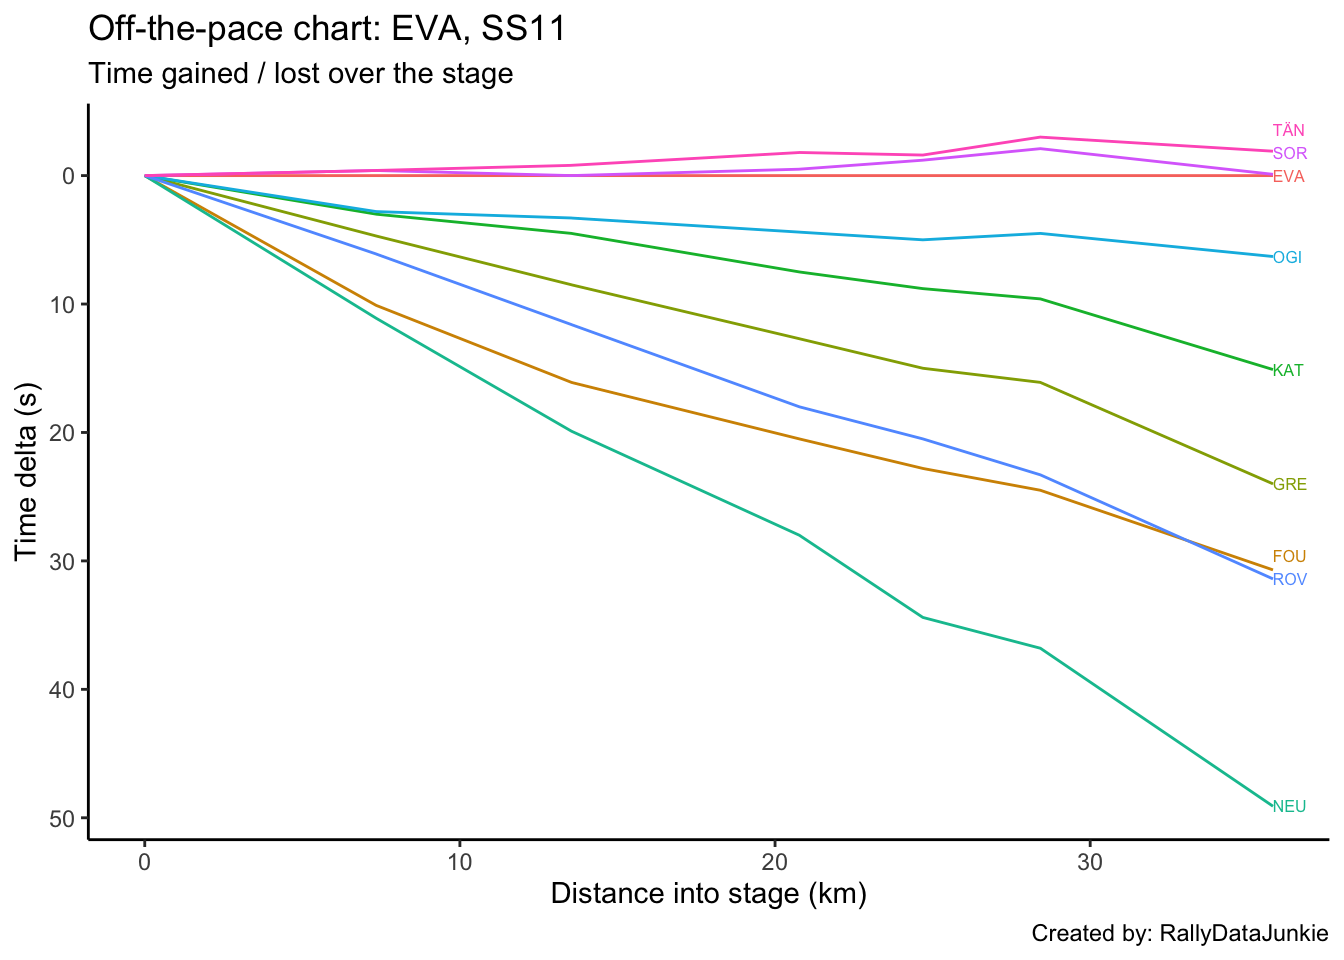 Off-the-pace chart: EVA, SS11
Time gained / lost over the stage
Time delta (s)
0
10
20
30
40
50
TÄN
SOR
EVA
OGI
KAT
GRE
FOU
ROV
NEU
0 10 20 30
Distance into stage (km)
Created by: RallyDataJunkie